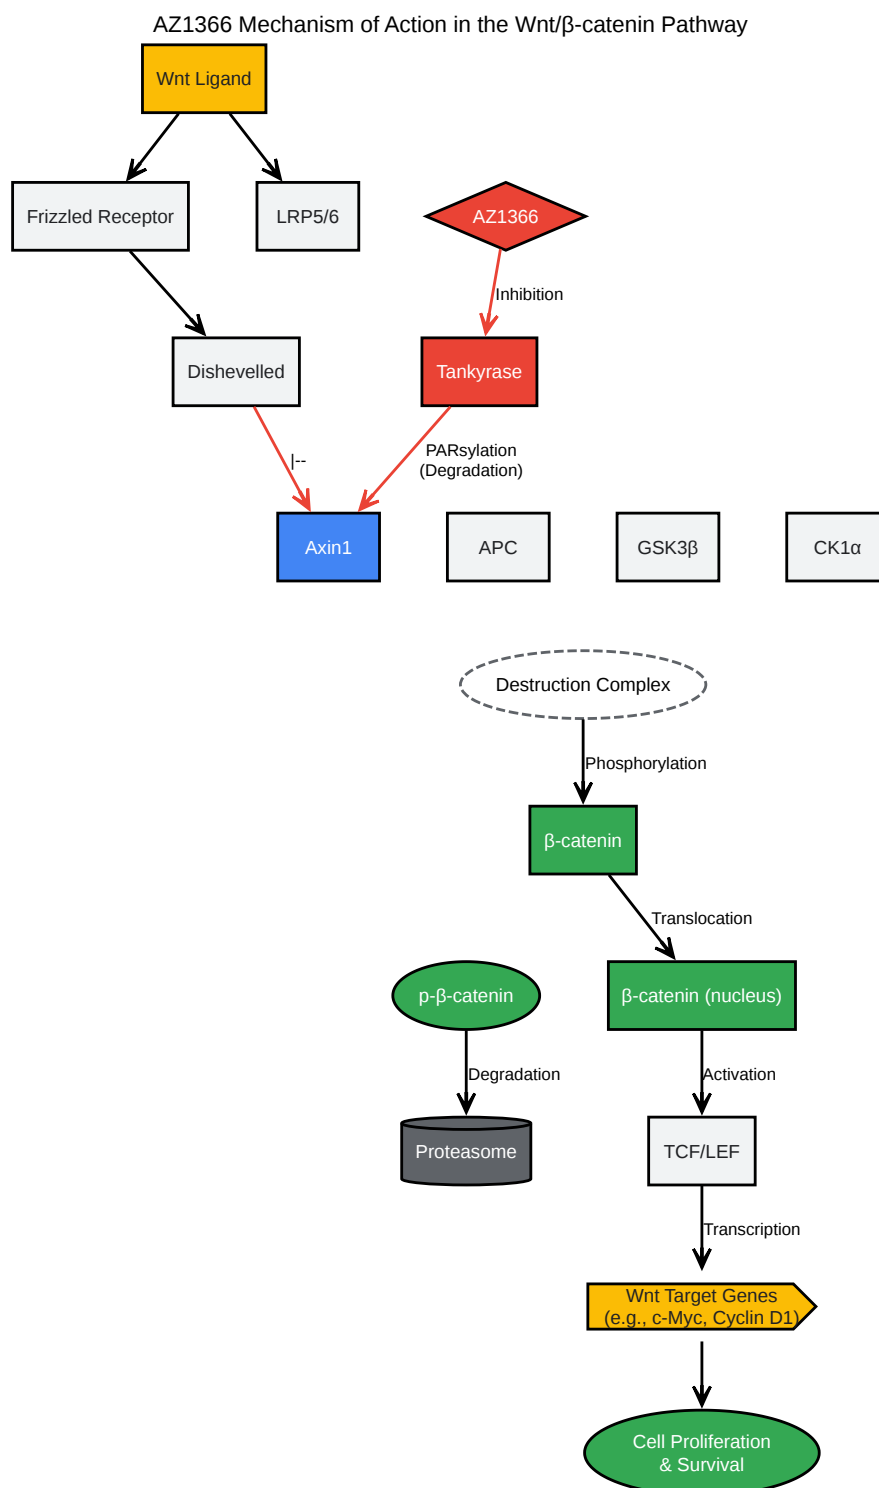 AZ1366 Mechanism of Action in the Wnt/β-catenin Pathway
Wnt Ligand
Frizzled Receptor
LRP5/6
AZ1366
Inhibition
Dishevelled
Tankyrase
|--
PARsylation
(Degradation)
Axin1
APC
GSK3β
CK1α
Destruction Complex
Phosphorylation
β-catenin
Translocation
p-β-catenin
β-catenin (nucleus)
Degradation
Activation
Proteasome
TCF/LEF
Transcription
Wnt Target Genes
(e.g., c-Myc, Cyclin D1)
Cell Proliferation
& Survival